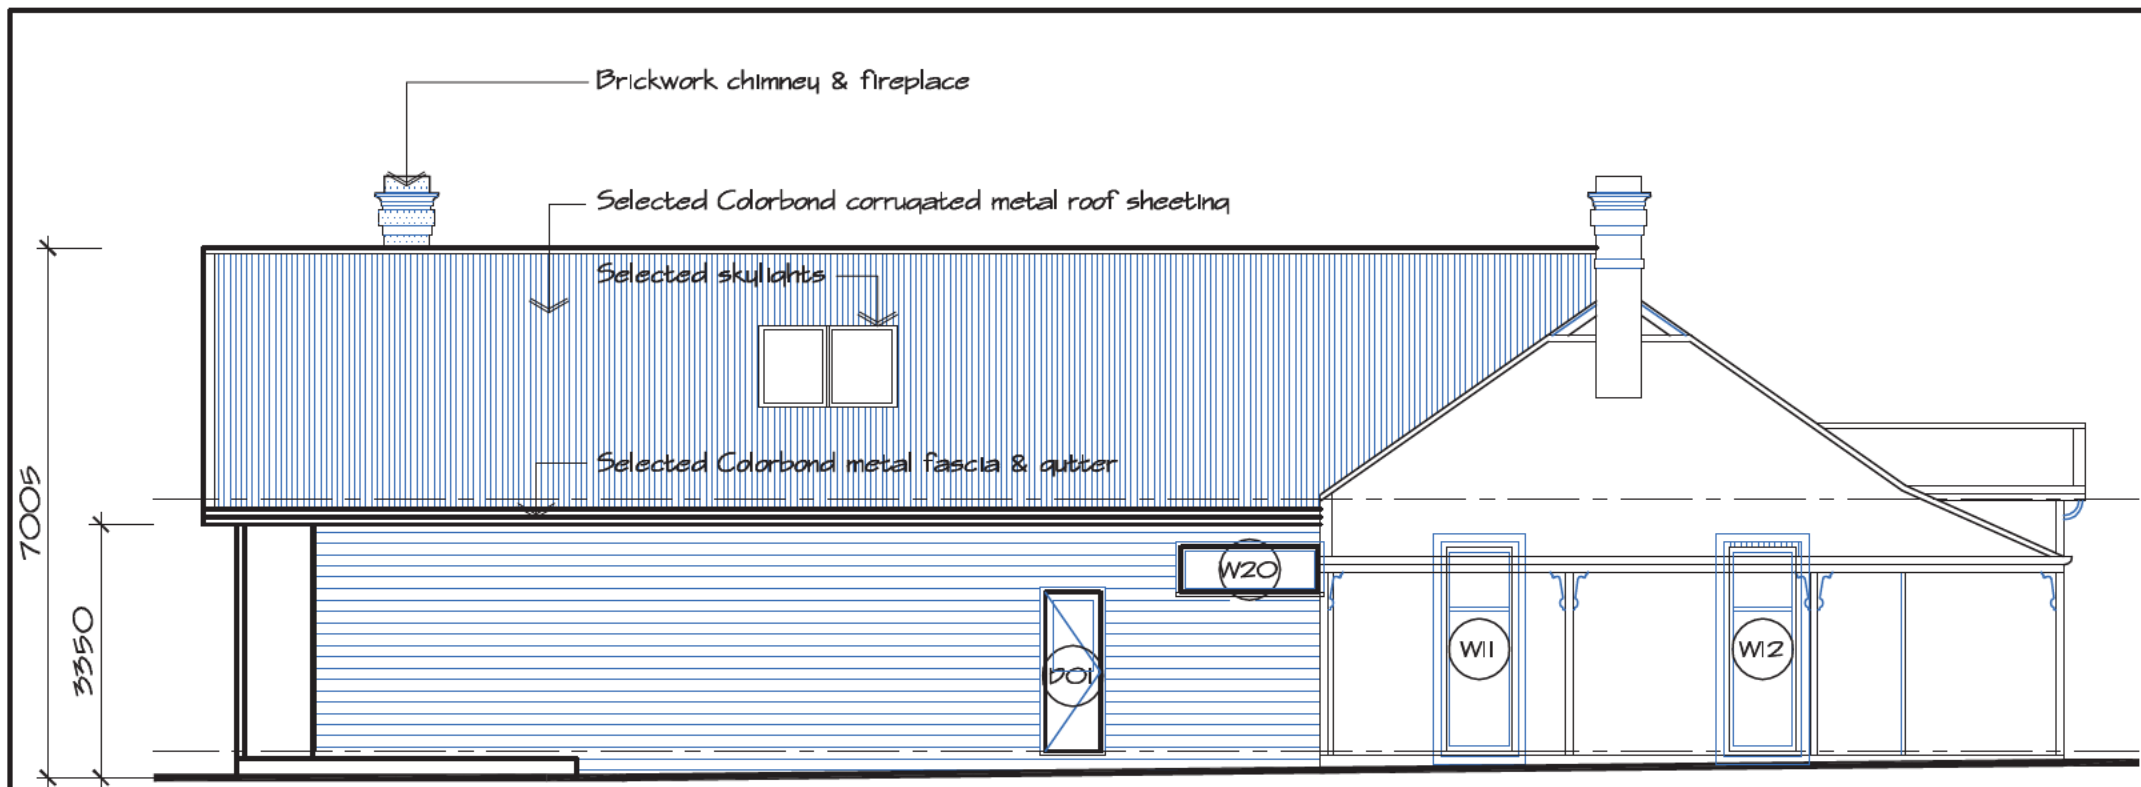 Brickwork chimney & fireplace
Selected Colorbond corrugated metal roof sheeting
Selected skylights
Selected Colorbond metal fascia & gutter
7005
3350
W20
D01
W11
W12